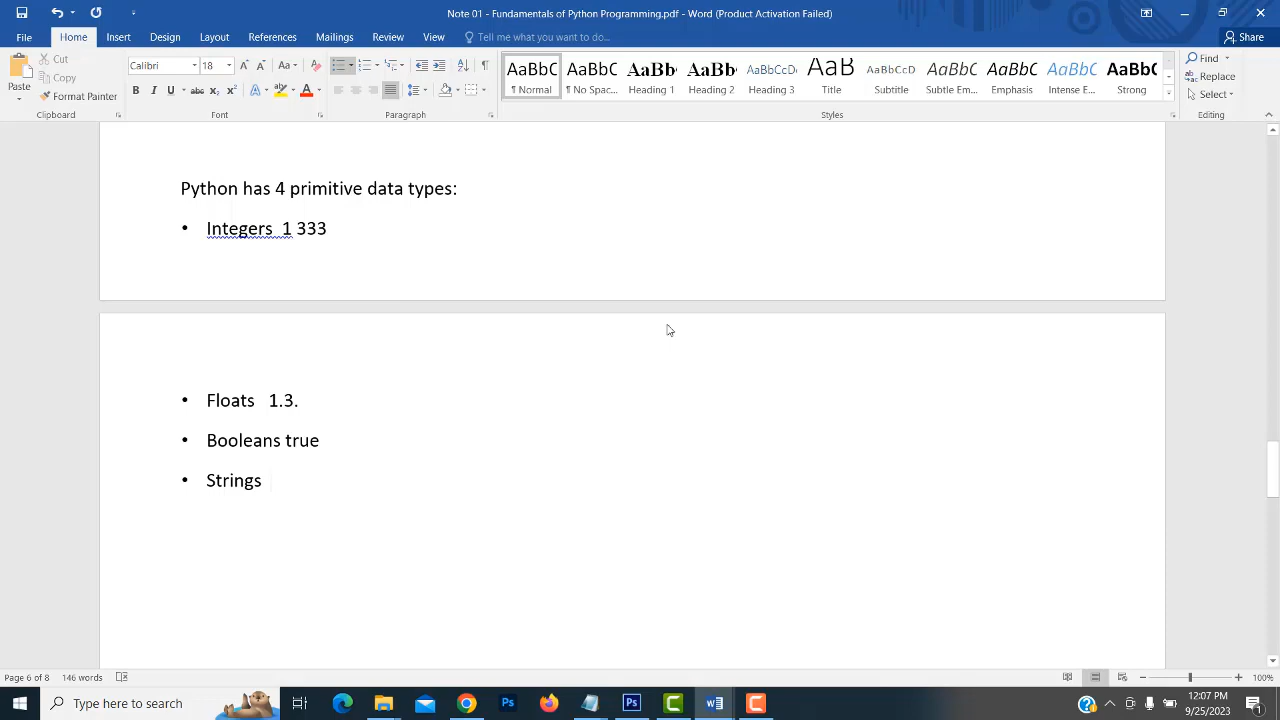 Note 01 - Fundamentals of Python Programming.pdf - Word (Product Activation Failed)
File Home Insert Design Layout References Mailings Review View Tell me what you want to do... Share
Paste
Cut
Copy
Format Painter
Calibri 18
AaBbC ¶ Normal
AaBbC ¶ No Spac...
AaBb Heading 1
AaBb Heading 2
AaBbCcD Heading 3
AaB Title
AaBbCcD Subtitle
AaBbC Subtle Em...
AaBbC Emphasis
AaBbC Intense E...
AaBbC Strong
Find
Replace
Select
Clipboard Font Paragraph Styles Editing
Python has 4 primitive data types:
• Integers 1 333
• Floats 1.3.
• Booleans true
• Strings
Page 6 of 8 146 words 100%
Type here to search
12:07 PM
9/25/2023